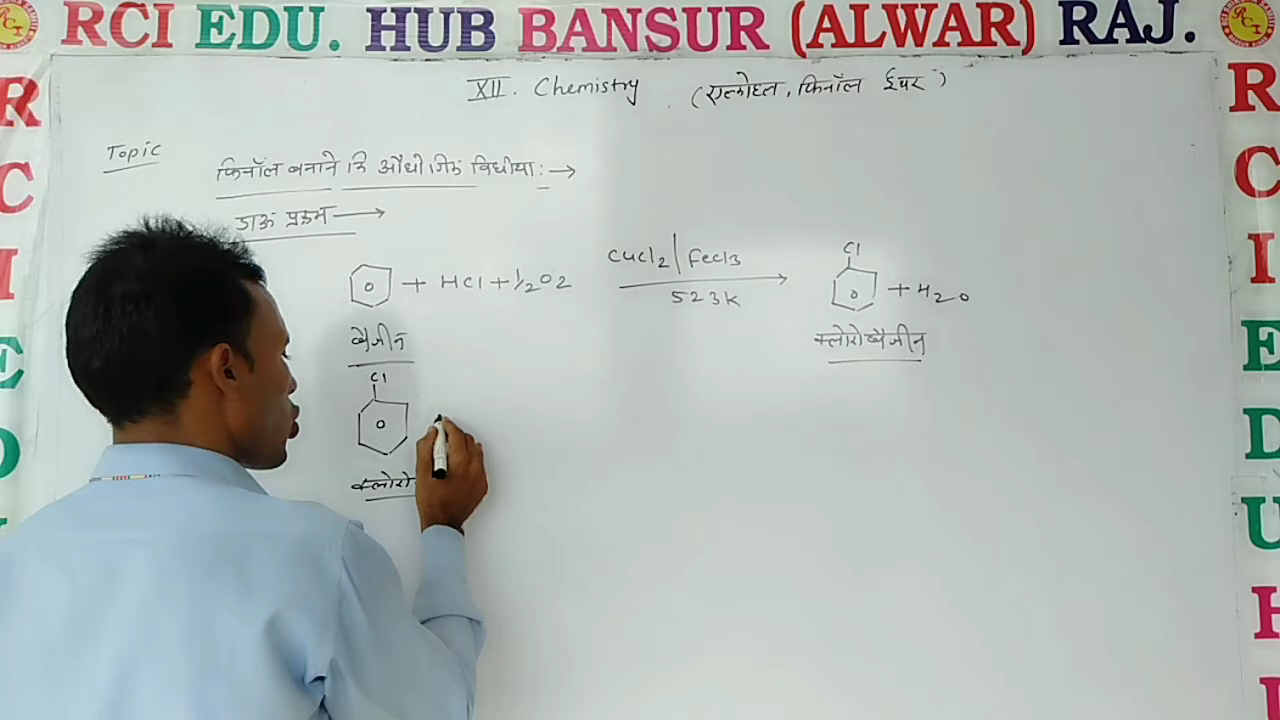 RCI EDU. HUB BANSUR (ALWAR) RAJ.
XII. Chemistry (एल्कोहल, फिनॉल ईथर)
Topic
फिनॉल बनाने कि औधोगिक विधीया :→
डाऊ प्रक्रम →
+ HCl + 1/2 O2 CuCl2 | FeCl3 523K Cl + H2O
बैंजीन क्लोरोबैंजीन
Cl
क्लोरो
R
C
I
E
D
U
R
C
I
E
D
U
H